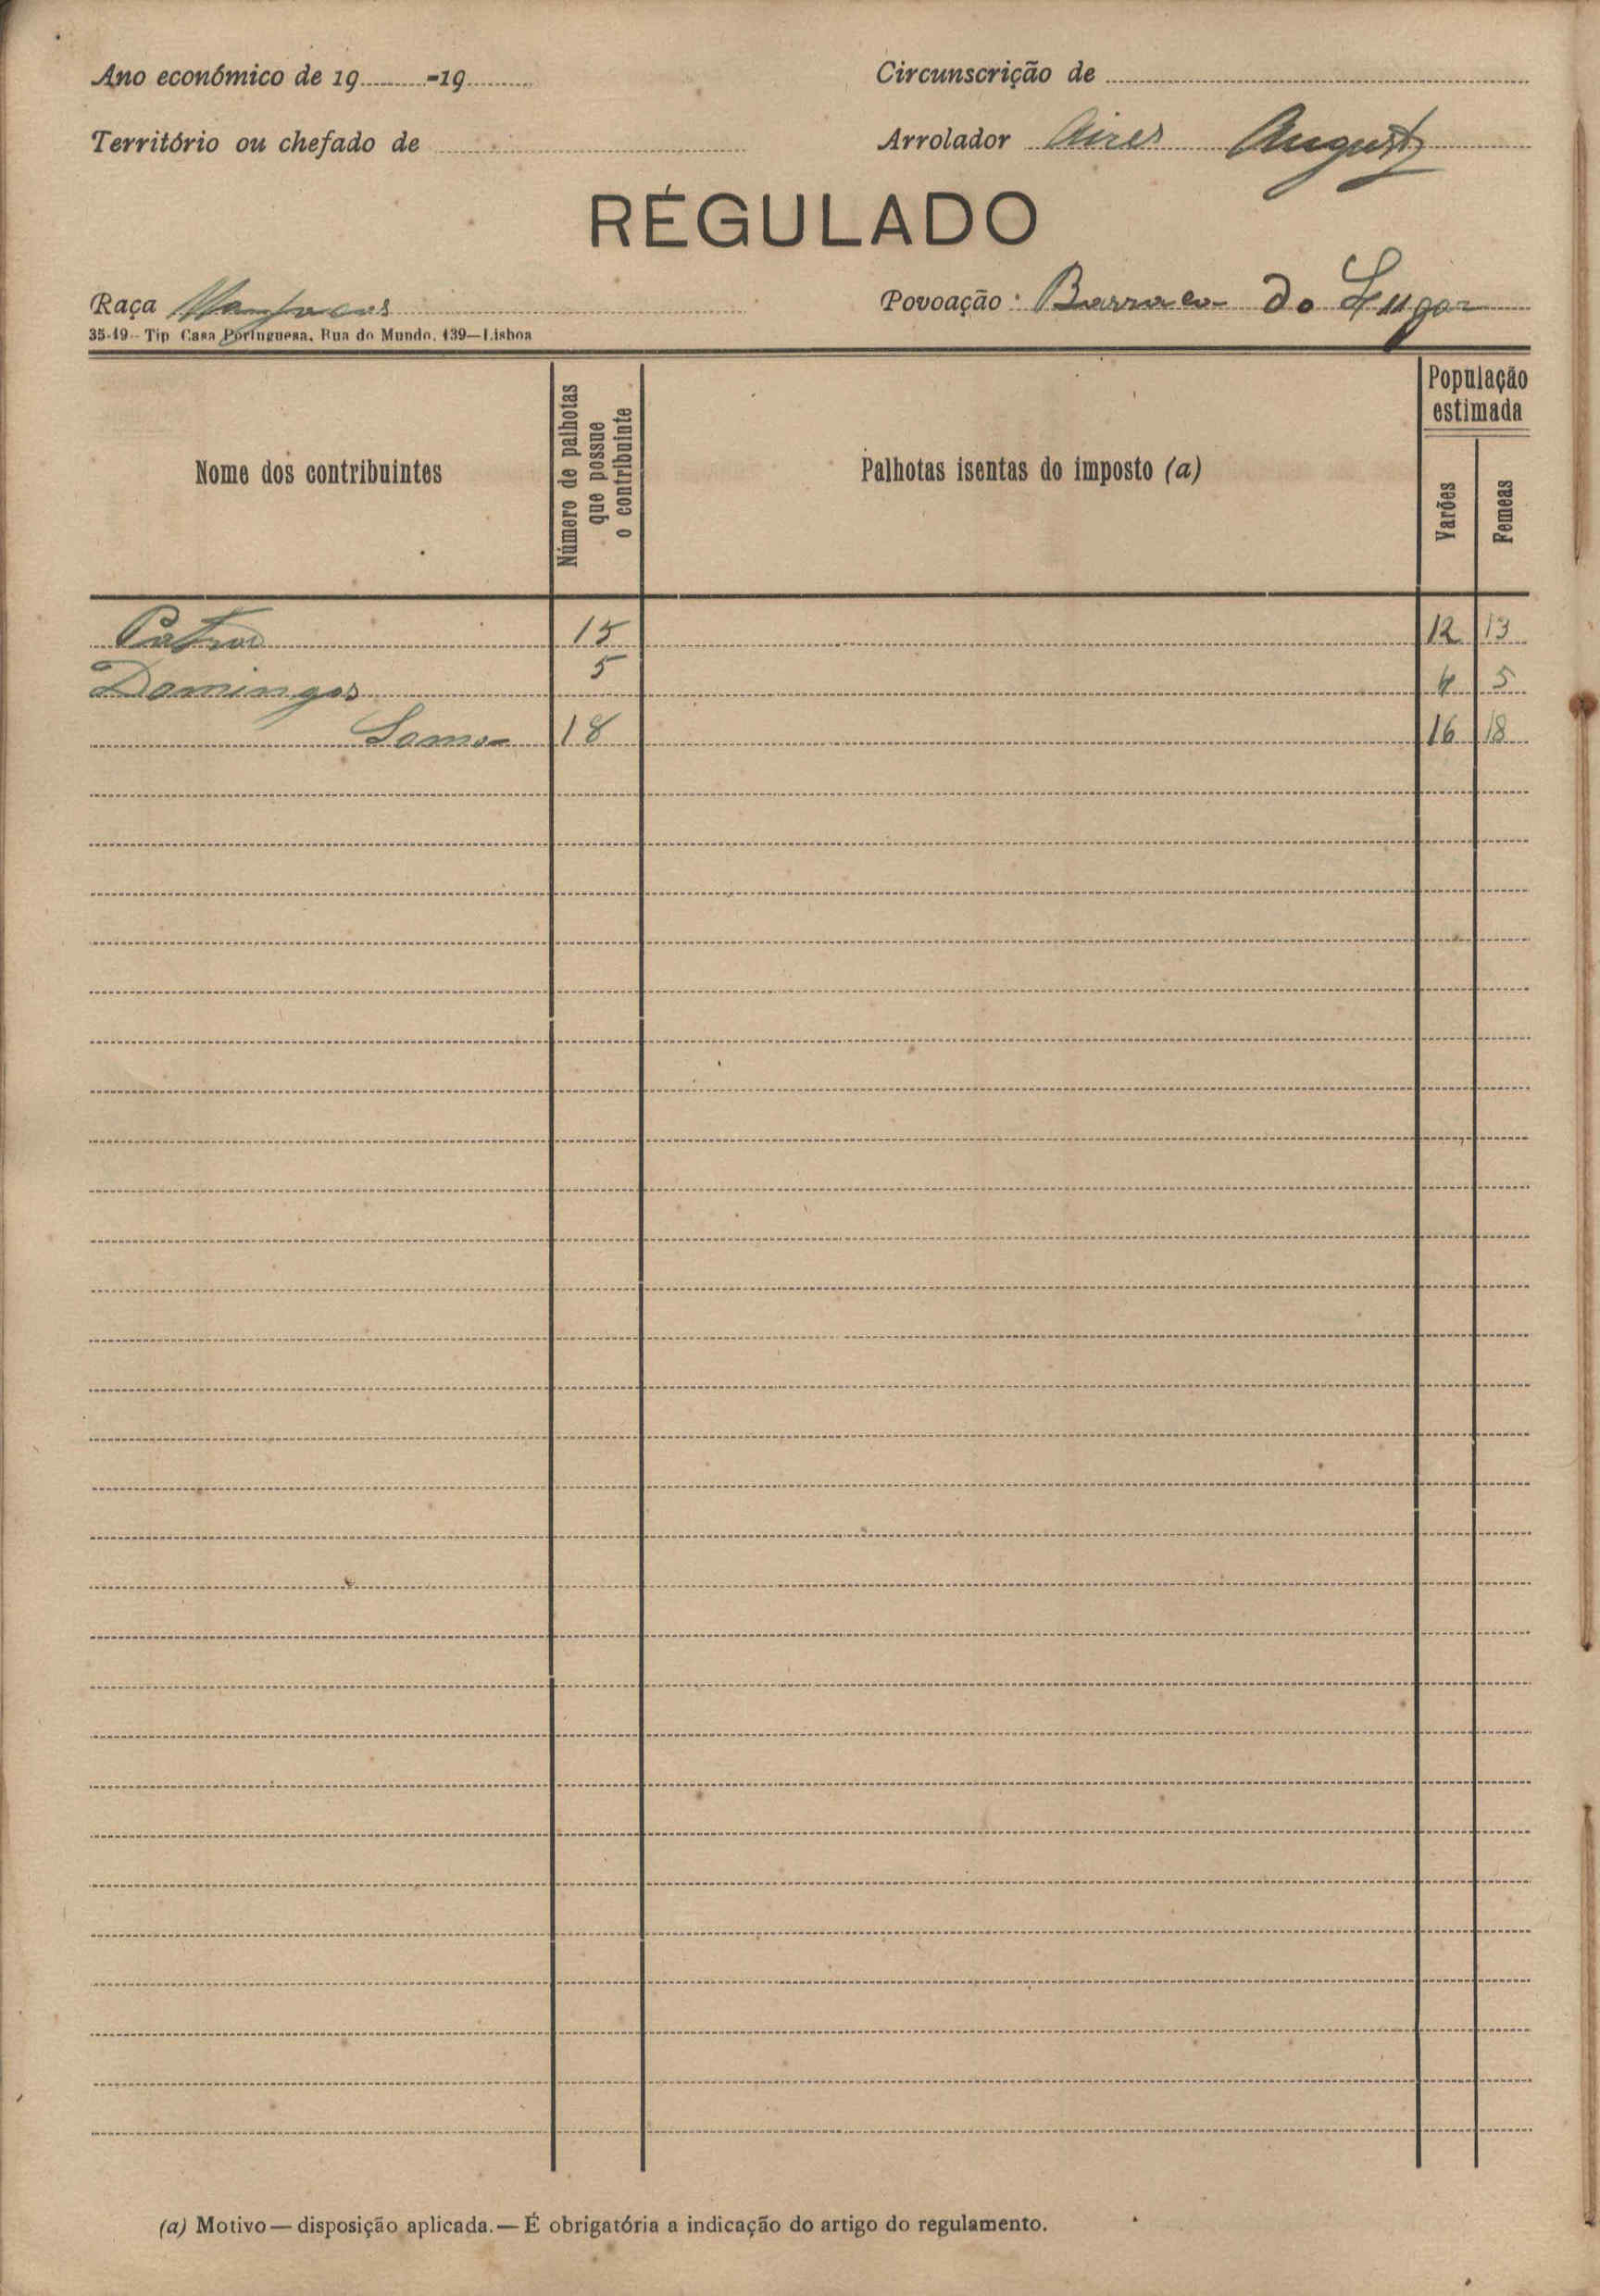 Ano económico de 19........-19........
Circunscrição de
Território ou chefado de
Arrolador Aires Augusto
RÉGULADO
Raça Manjacos
Povoação: Barraca do Lugar
35-19-- Tip Casa Portuguesa, Rua do Mundo, 139—Lisboa
Nome dos contribuintes
Número de palhotas que possue o contribuinte
Palhotas isentas do imposto (a)
População estimada
Varões
Femeas
15 12 13
Domingos 5 4 5
18 16 18
(a) Motivo — disposição aplicada. — É obrigatória a indicação do artigo do regulamento.